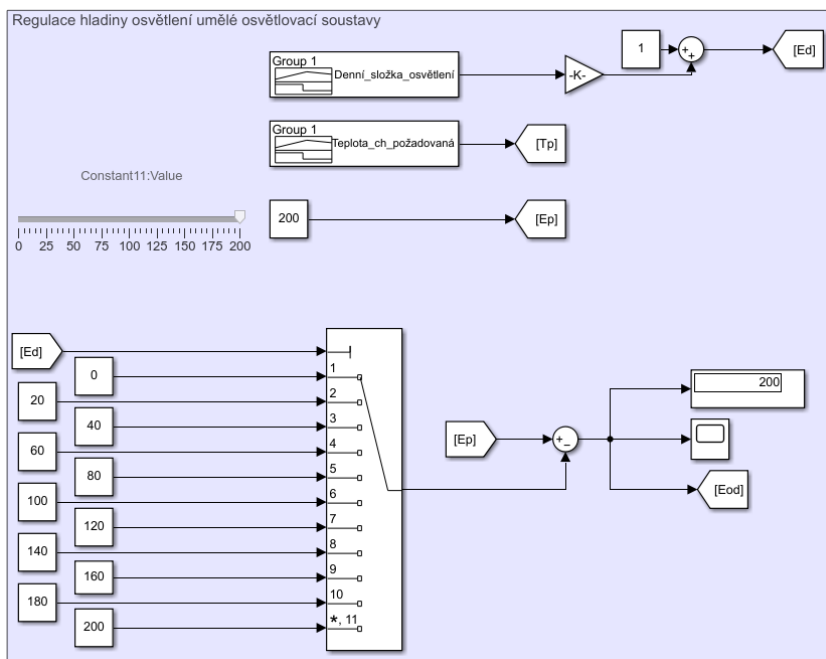 Regulace hladiny osvětlení umělé osvětlovací soustavy
Group 1
Denní_složka_osvětlení
-K-
1
++
[Ed]
Group 1
Teplota_ch_požadovaná
[Tp]
Constant11:Value
0 25 50 75 100 125 150 175 200
200
[Ep]
[Ed]
0
20
40
60
80
100
120
140
160
180
200
1
2
3
4
5
6
7
8
9
10
*, 11
[Ep]
+−
200
[Eod]